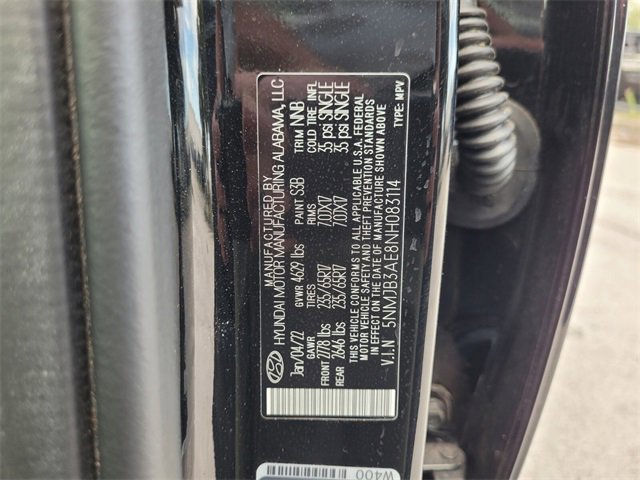 MANUFACTURED BY
HYUNDAI MOTOR MANUFACTURING ALABAMA, LLC
Jan/04/22 GVWR 4629 lbs PAINT S3B TRIM NNB
GAWR TIRES RIMS COLD TIRE INFL
FRONT 2778 lbs 235/65R17 7.0JX17 35 psi SINGLE
REAR 2646 lbs 235/65R17 7.0JX17 35 psi SINGLE
THIS VEHICLE CONFORMS TO ALL APPLICABLE U.S.A. FEDERAL
MOTOR VEHICLE SAFETY AND THEFT PREVENTION STANDARDS
IN EFFECT ON THE DATE OF MANUFACTURE SHOWN ABOVE
V.I.N 5NMJB3AE8NH083114 TYPE: MPV
W400